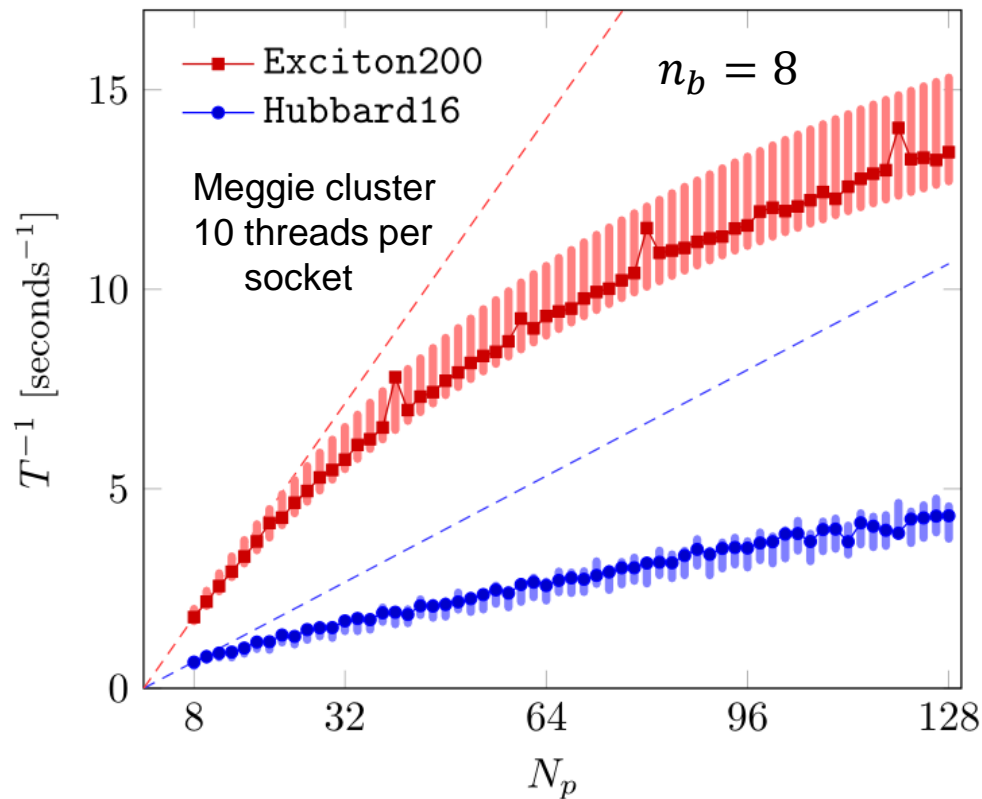 Exciton200
Hubbard16
n_b = 8
Meggie cluster
10 threads per
socket
T⁻¹ [seconds⁻¹]
15
10
5
0
8 32 64 96 128
N_p